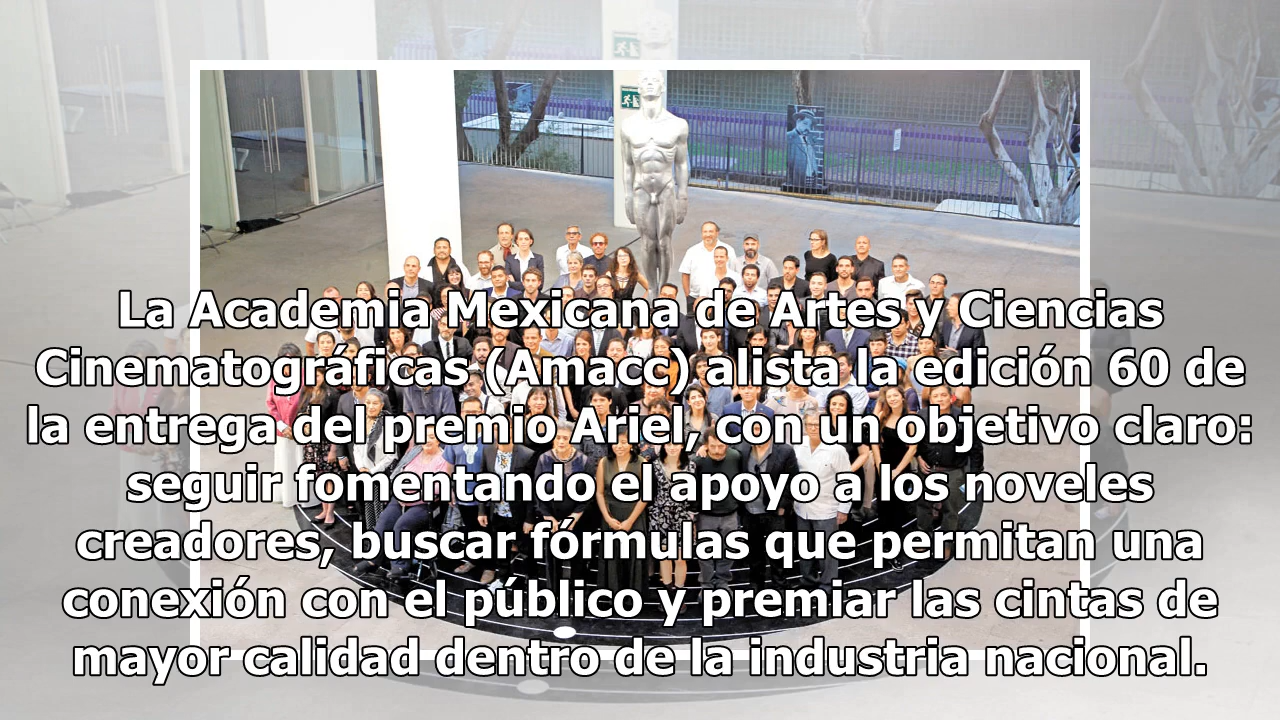 La Academia Mexicana de Artes y Ciencias
Cinematográficas (Amacc) alista la edición 60 de
la entrega del premio Ariel, con un objetivo claro:
seguir fomentando el apoyo a los noveles
creadores, buscar fórmulas que permitan una
conexión con el público y premiar las cintas de
mayor calidad dentro de la industria nacional.